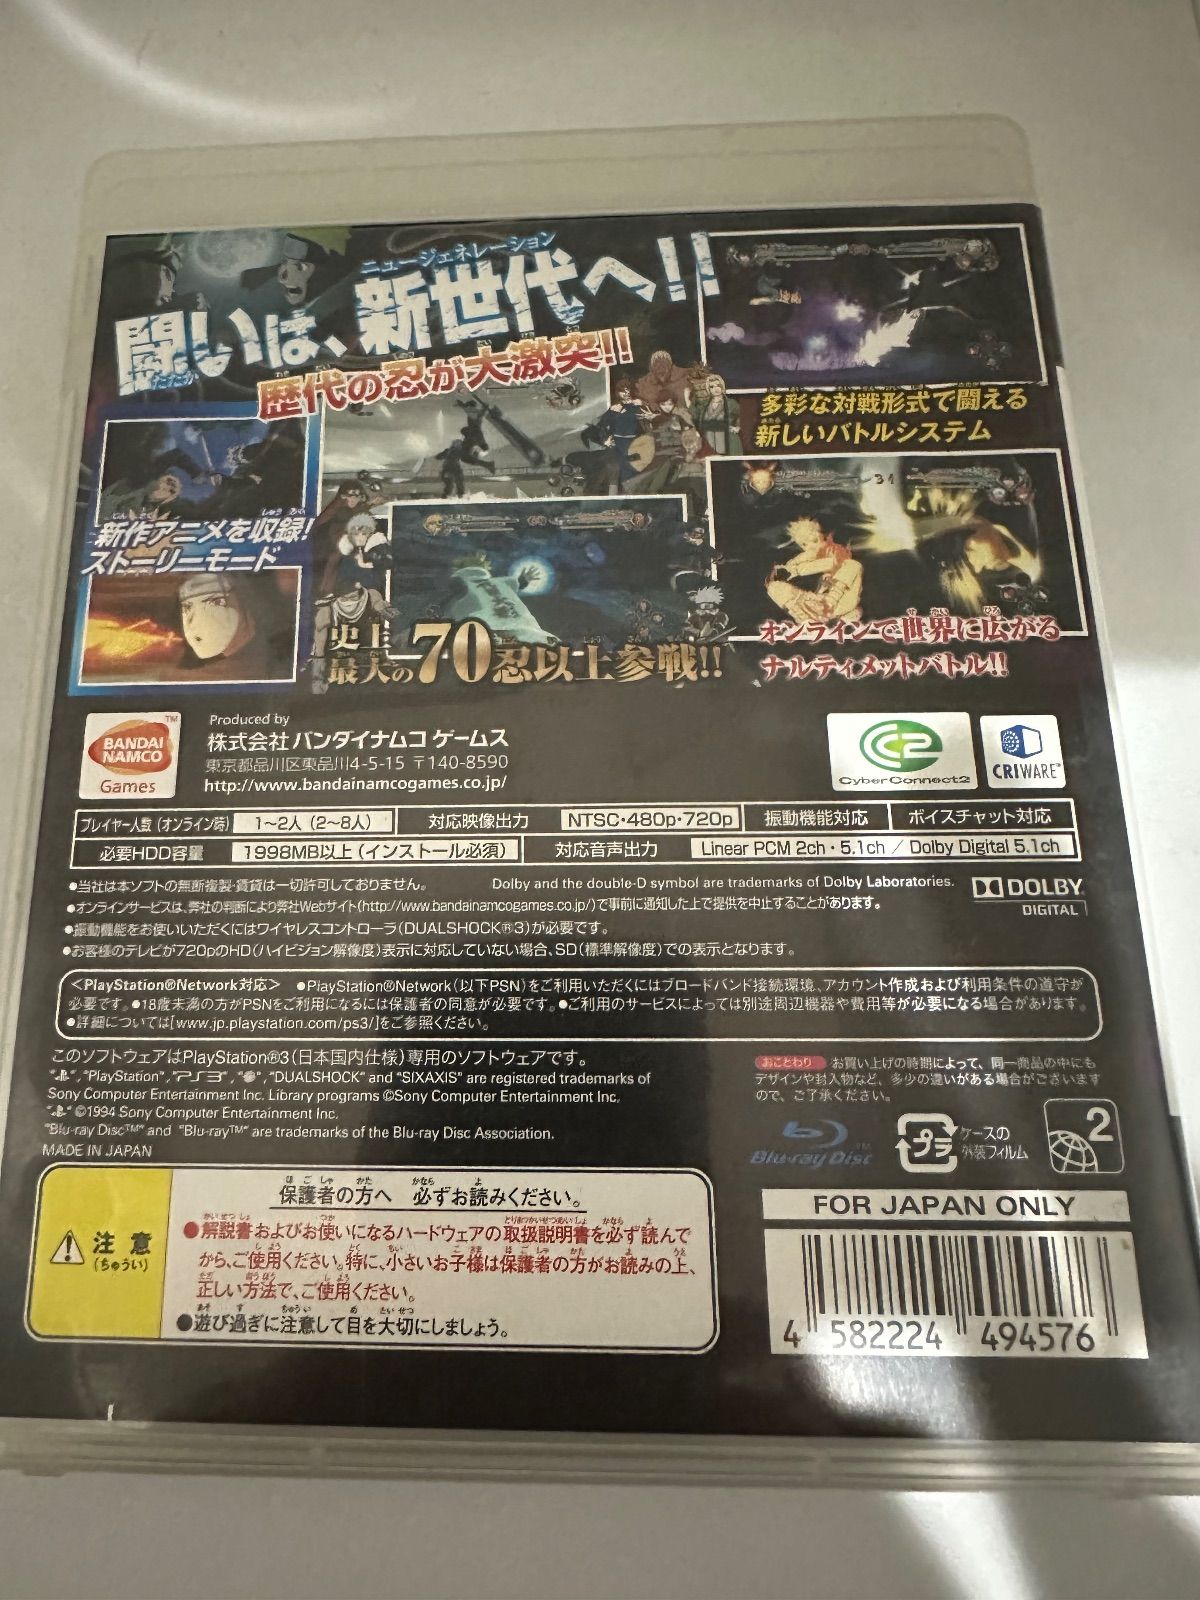 ニュージェネレーション
闘いは、新世代へ!!
たたか
歴代の忍が大激突!!
多彩な対戦形式で闘える
新しいバトルシステム
新作アニメを収録!
ストーリーモード
31
史上
最大の70忍以上参戦!!
オンラインで世界に広がる
ナルティメットバトル!!
BANDAI
NAMCO
Games
TM
Produced by
株式会社 バンダイナムコ ゲームス
東京都品川区東品川4-5-15 〒140-8590
http://www.bandainamcogames.co.jp/
CyberConnect2
CRIWARE
プレイヤー人数 (オンライン時) 1〜2人 (2〜8人) 対応映像出力 NTSC・480p・720p 振動機能対応 ボイスチャット対応
必要HDD容量 1998MB以上 (インストール必須) 対応音声出力 Linear PCM 2ch・5.1ch / Dolby Digital 5.1ch
●当社は本ソフトの無断複製・賃貸は一切許可しておりません。 Dolby and the double-D symbol are trademarks of Dolby Laboratories.
DOLBY
DIGITAL
●オンラインサービスは、弊社の判断により弊社Webサイト(http://www.bandainamcogames.co.jp/)で事前に通知した上で提供を中止することがあります。
●振動機能をお使いいただくにはワイヤレスコントローラ(DUALSHOCK®3)が必要です。
●お客様のテレビが720pのHD(ハイビジョン解像度)表示に対応していない場合、SD(標準解像度)での表示となります。
<PlayStation®Network対応> ●PlayStation®Network(以下PSN)をご利用いただくにはブロードバンド接続環境、アカウント作成および利用条件の遵守が
必要です。●18歳未満の方がPSNをご利用になるには保護者の同意が必要です。●ご利用のサービスによっては別途周辺機器や費用等が必要になる場合があります。
●詳細については[www.jp.playstation.com/ps3/]をご参照ください。
このソフトウェアはPlayStation®3(日本国内仕様)専用のソフトウェアです。
"PlayStation", "PS3", "DUALSHOCK" and "SIXAXIS" are registered trademarks of
Sony Computer Entertainment Inc. Library programs ©Sony Computer Entertainment Inc.
©1994 Sony Computer Entertainment Inc.
"Blu-ray Disc™" and "Blu-ray™" are trademarks of the Blu-ray Disc Association.
MADE IN JAPAN
おことわり お買い上げの時期によって、同一商品の中にも
デザインや封入物など、多少の違いがある場合がございます
ので、ご了承ください。
Blu-ray Disc
プラ
ケースの
外装フィルム
2
注意
(ちゅうい)
保護者の方へ 必ずお読みください。
●解説書およびお使いになるハードウェアの取扱説明書を必ず読んで
から、ご使用ください。特に、小さいお子様は保護者の方がお読みの上、
正しい方法で、ご使用ください。
●遊び過ぎに注意して目を大切にしましょう。
FOR JAPAN ONLY
4 582224 494576